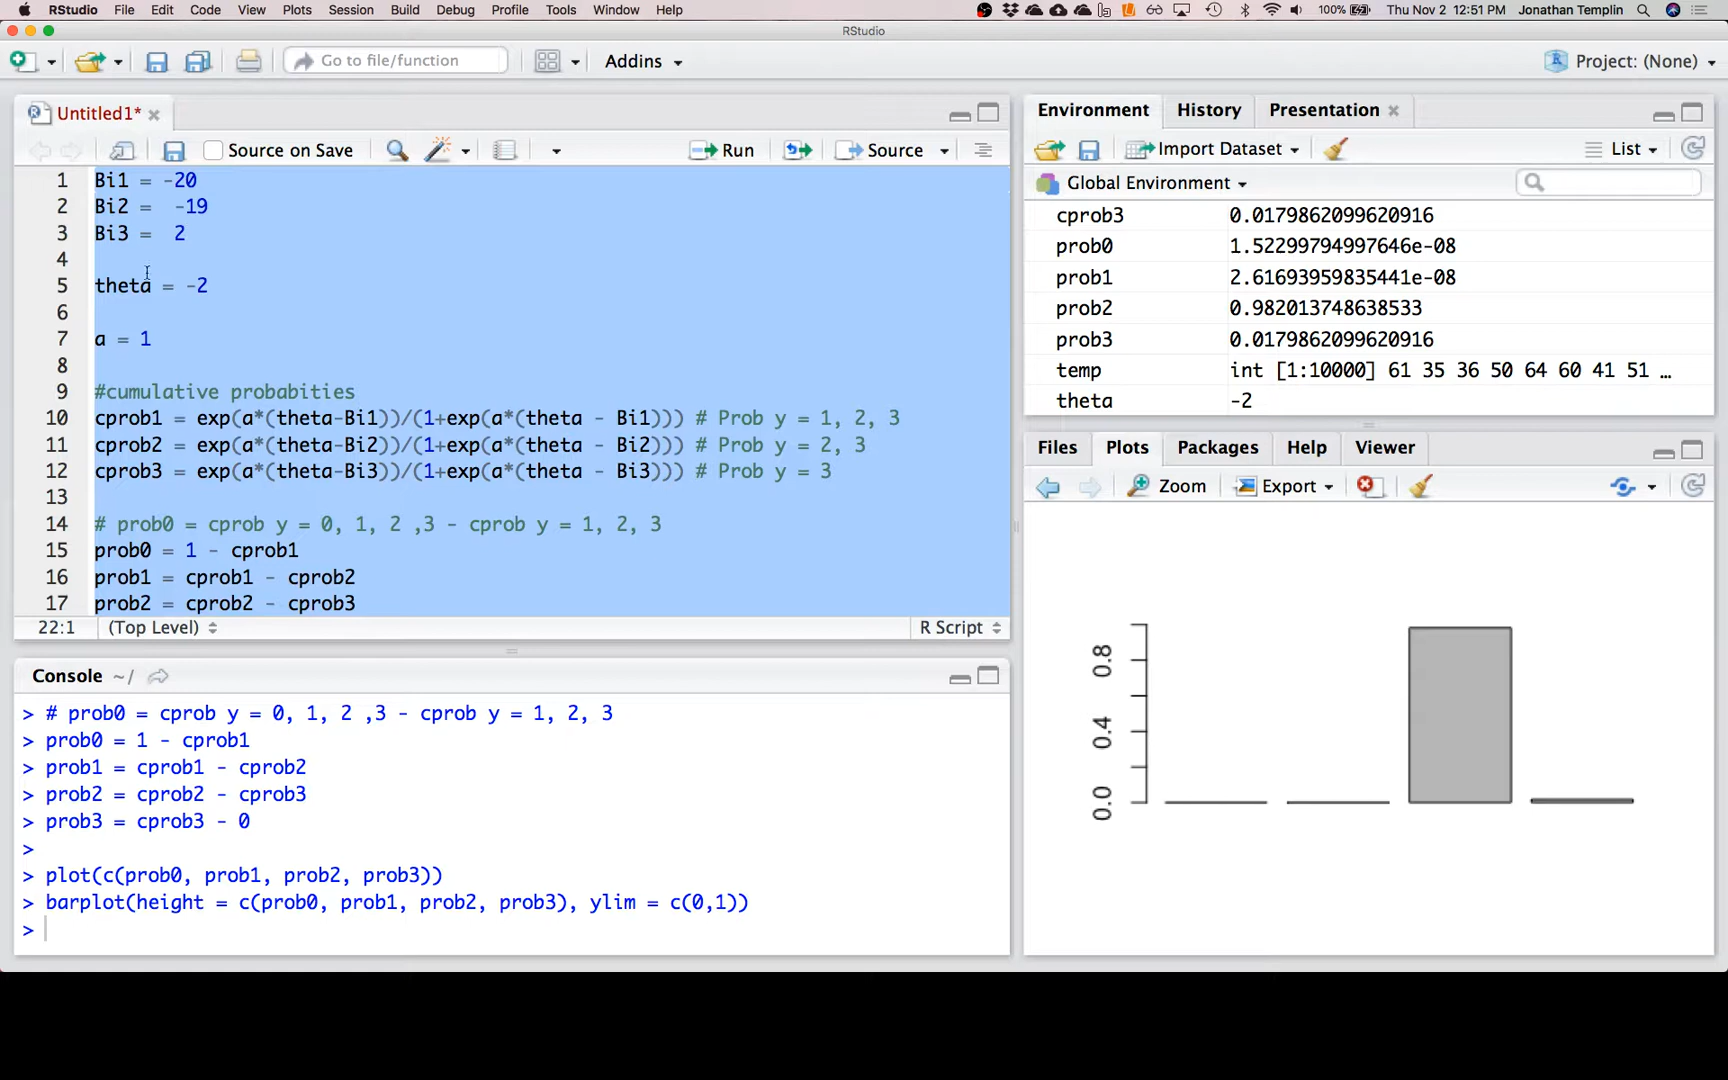 RStudio File Edit Code View Plots Session Build Debug Profile Tools Window Help 100% Thu Nov 2 12:51 PM Jonathan Templin
RStudio
Go to file/function Addins Project: (None)
Untitled1*
Source on Save Run Source
1 Bi1 = -20
2 Bi2 =  -19
3 Bi3 =  2
4
5 theta = -2
6
7 a = 1
8
9 #cumulative probabities
10 cprob1 = exp(a*(theta-Bi1))/(1+exp(a*(theta - Bi1))) # Prob y = 1, 2, 3
11 cprob2 = exp(a*(theta-Bi2))/(1+exp(a*(theta - Bi2))) # Prob y = 2, 3
12 cprob3 = exp(a*(theta-Bi3))/(1+exp(a*(theta - Bi3))) # Prob y = 3
13
14 # prob0 = cprob y = 0, 1, 2 ,3 - cprob y = 1, 2, 3
15 prob0 = 1 - cprob1
16 prob1 = cprob1 - cprob2
17 prob2 = cprob2 - cprob3
22:1 (Top Level) R Script
Console ~/
> # prob0 = cprob y = 0, 1, 2 ,3 - cprob y = 1, 2, 3
> prob0 = 1 - cprob1
> prob1 = cprob1 - cprob2
> prob2 = cprob2 - cprob3
> prob3 = cprob3 - 0
>
> plot(c(prob0, prob1, prob2, prob3))
> barplot(height = c(prob0, prob1, prob2, prob3), ylim = c(0,1))
>
Environment History Presentation
Import Dataset List
Global Environment
cprob3 0.0179862099620916
prob0 1.52299794997646e-08
prob1 2.61693959835441e-08
prob2 0.982013748638533
prob3 0.0179862099620916
temp int [1:10000] 61 35 36 50 64 60 41 51 …
theta -2
Files Plots Packages Help Viewer
Zoom Export
0.8
0.4
0.0